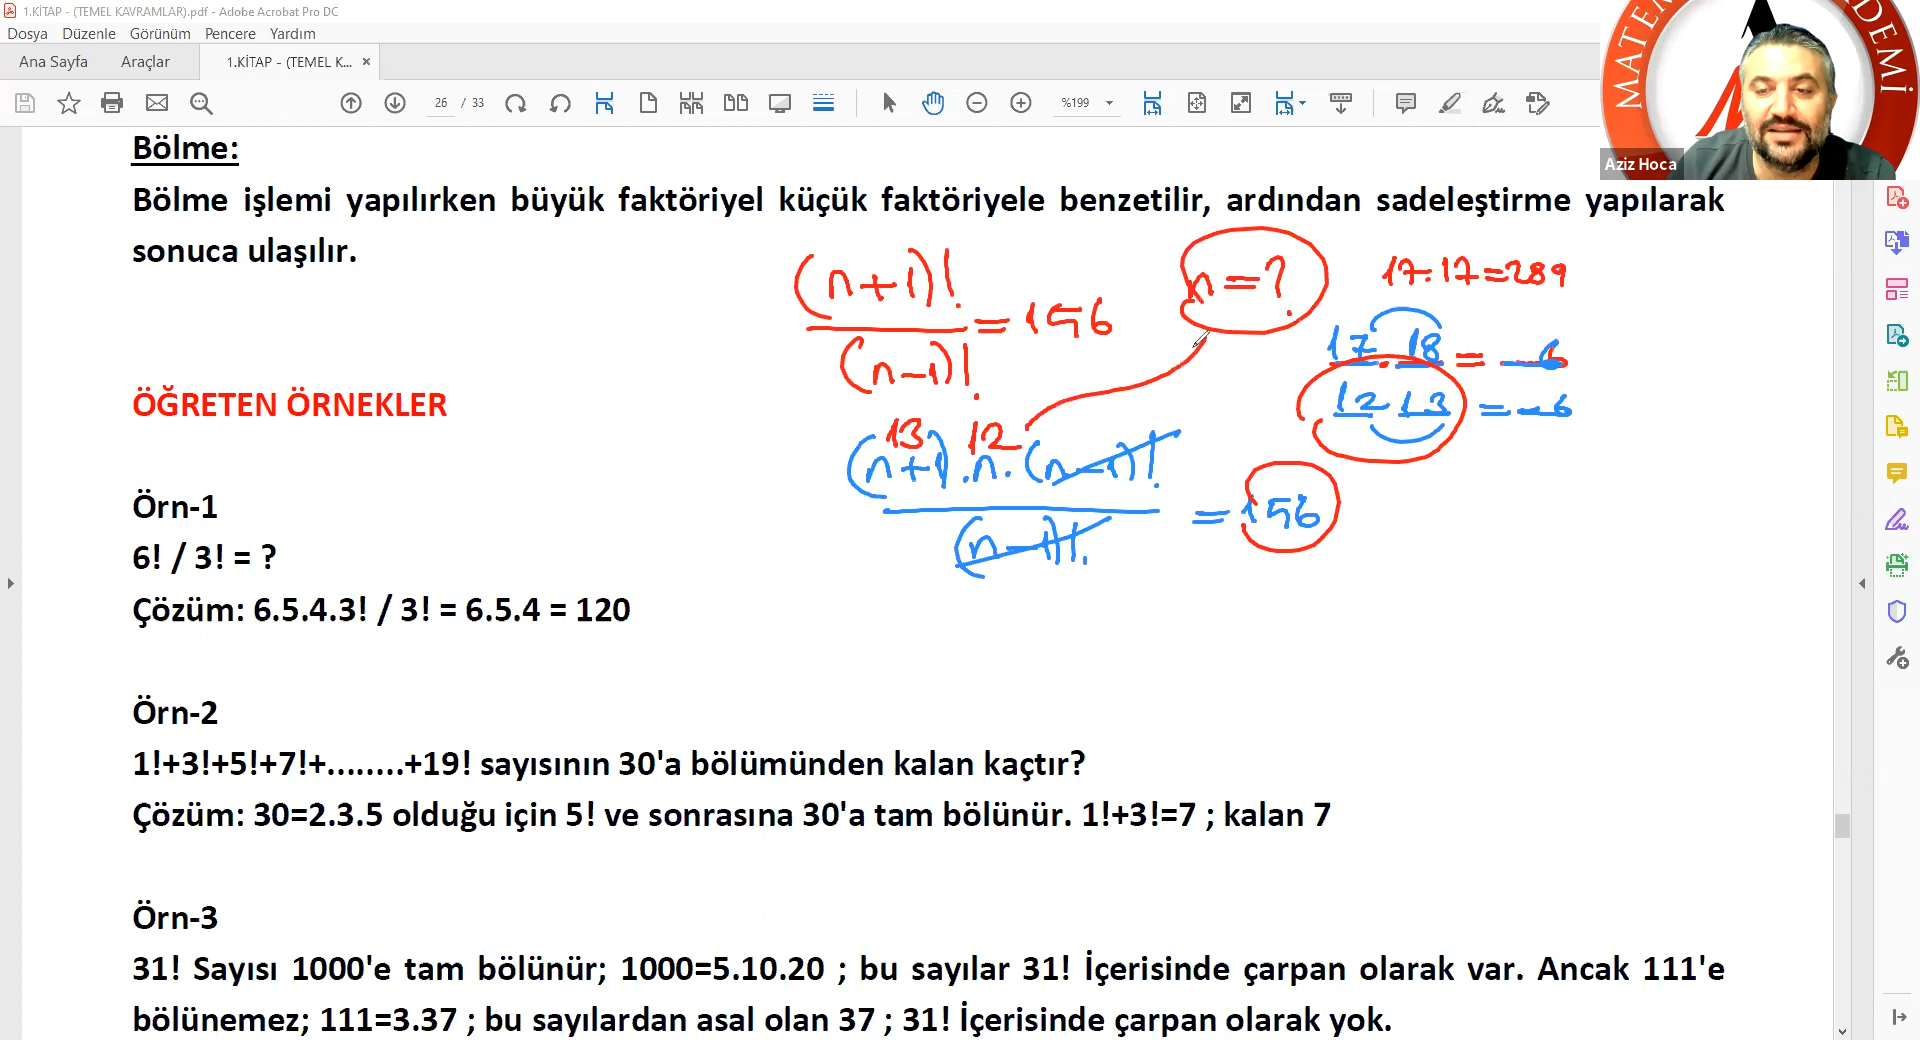 1.KİTAP - (TEMEL KAVRAMLAR).pdf - Adobe Acrobat Pro DC
Dosya Düzenle Görünüm Pencere Yardım
Ana Sayfa Araçlar 1.KİTAP - (TEMEL K... ×
26 / 33 %199
MATEM
DEMİ
Aziz Hoca
Bölme:
Bölme işlemi yapılırken büyük faktöriyel küçük faktöriyele benzetilir, ardından sadeleştirme yapılarak
sonuca ulaşılır.
(n+1)!
(n-1)!
= 156
n = ?
17.17=289
17 . 18 = -6
12 13 = -6
13 12
(n+1).n.(n-1)!
(n-1)!
= 156
ÖĞRETEN ÖRNEKLER
Örn-1
6! / 3! = ?
Çözüm: 6.5.4.3! / 3! = 6.5.4 = 120
Örn-2
1!+3!+5!+7!+........+19! sayısının 30'a bölümünden kalan kaçtır?
Çözüm: 30=2.3.5 olduğu için 5! ve sonrasına 30'a tam bölünür. 1!+3!=7 ; kalan 7
Örn-3
31! Sayısı 1000'e tam bölünür; 1000=5.10.20 ; bu sayılar 31! İçerisinde çarpan olarak var. Ancak 111'e
bölünemez; 111=3.37 ; bu sayılardan asal olan 37 ; 31! İçerisinde çarpan olarak yok.